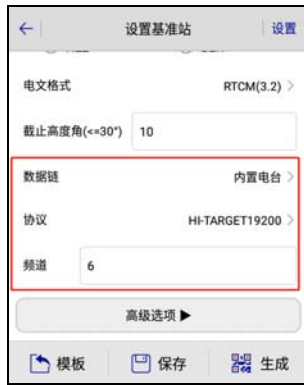 ← 设置基准站 设置
电文格式 RTCM(3.2) >
截止高度角(<=30°) 10
数据链 内置电台 >
协议 HI-TARGET19200 >
频道 6
高级选项 ▶
模板 保存 生成